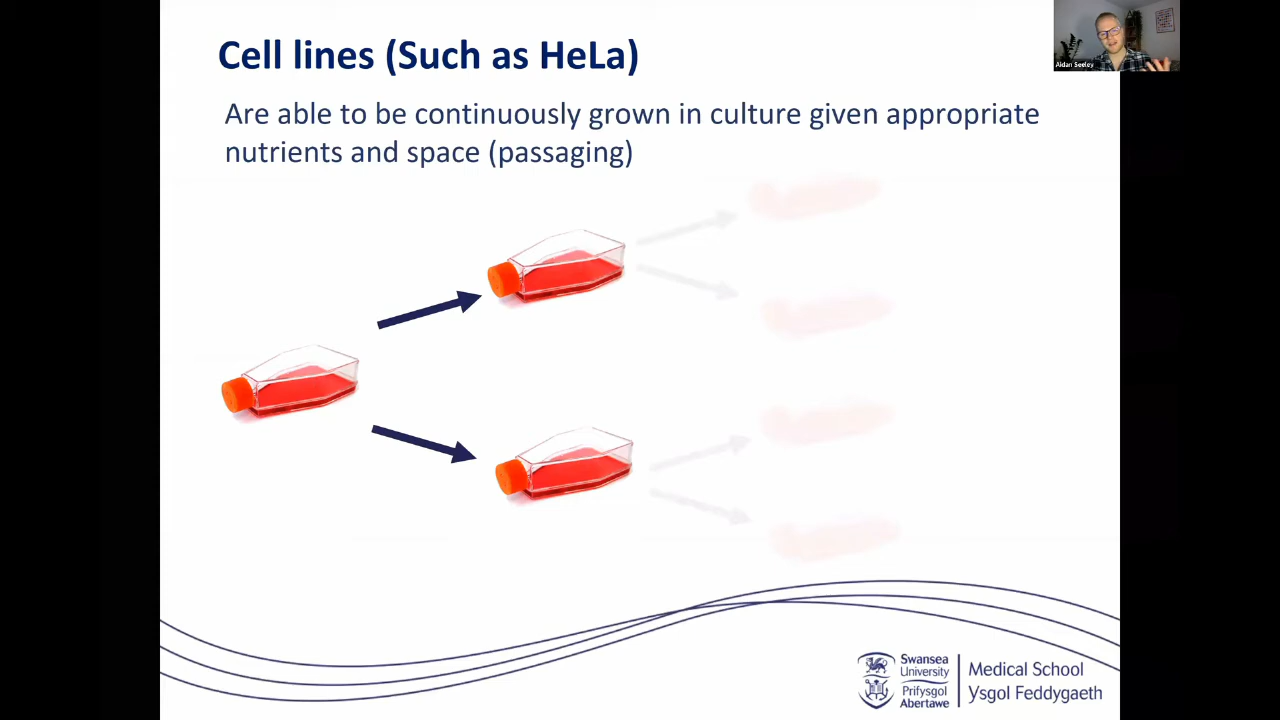 Cell lines (Such as HeLa)
Aidan Seeley
Are able to be continuously grown in culture given appropriate
nutrients and space (passaging)
Swansea
University
Prifysgol
Abertawe
Medical School
Ysgol Feddygaeth